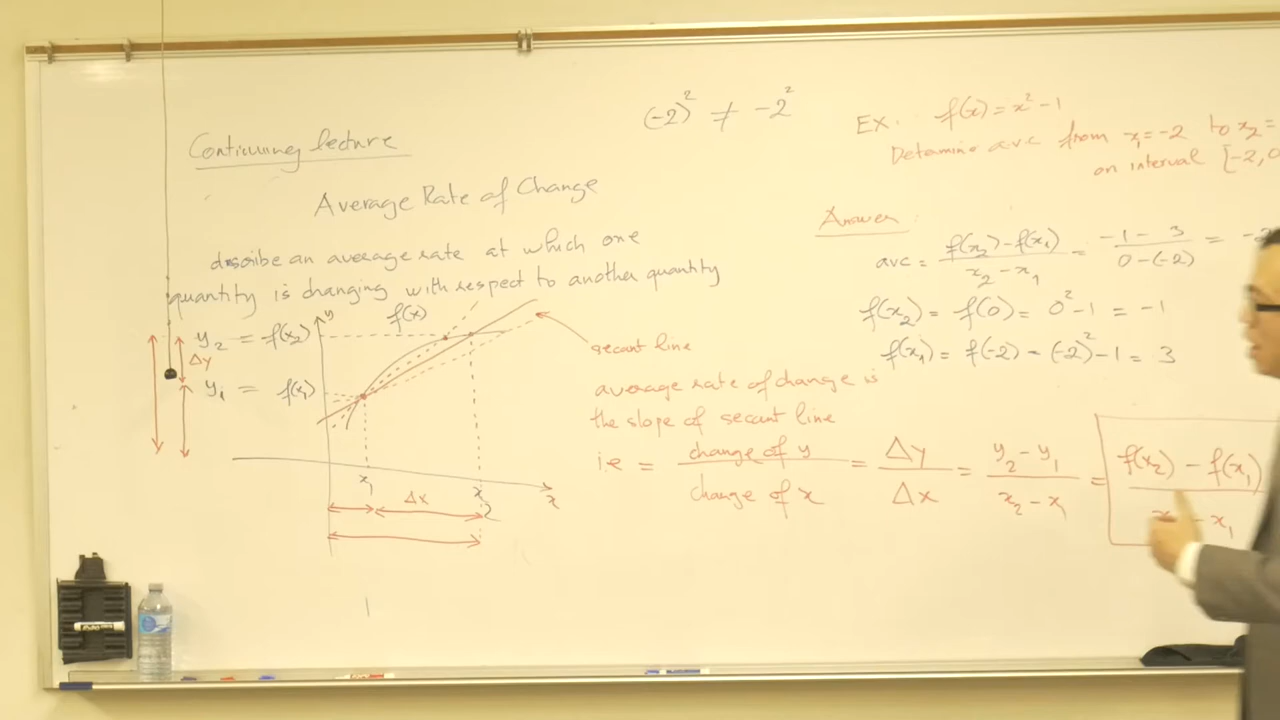 Continuing lecture
Average Rate of Change
describe an average rate at which one
quantity is changing with respect to another quantity
y₂ = f(x₂)
Δy
y₁ = f(x₁)
y
f(x)
x₁
x₂
x
Δx
secant line
average rate of change is
the slope of secant line
i.e = change of y / change of x = Δy / Δx = y₂ - y₁ / x₂ - x₁ = f(x₂) - f(x₁) / x₂ - x₁
(-2)² ≠ -2²
EX. f(x) = x² - 1
Determine avc from x₁ = -2 to x₂ =
on interval [-2, 0
Answer
avc = f(x₂) - f(x₁) / x₂ - x₁ = -1 - 3 / 0 - (-2) = -2
f(x₂) = f(0) = 0² - 1 = -1
f(x₁) = f(-2) = (-2)² - 1 = 3
EXPO